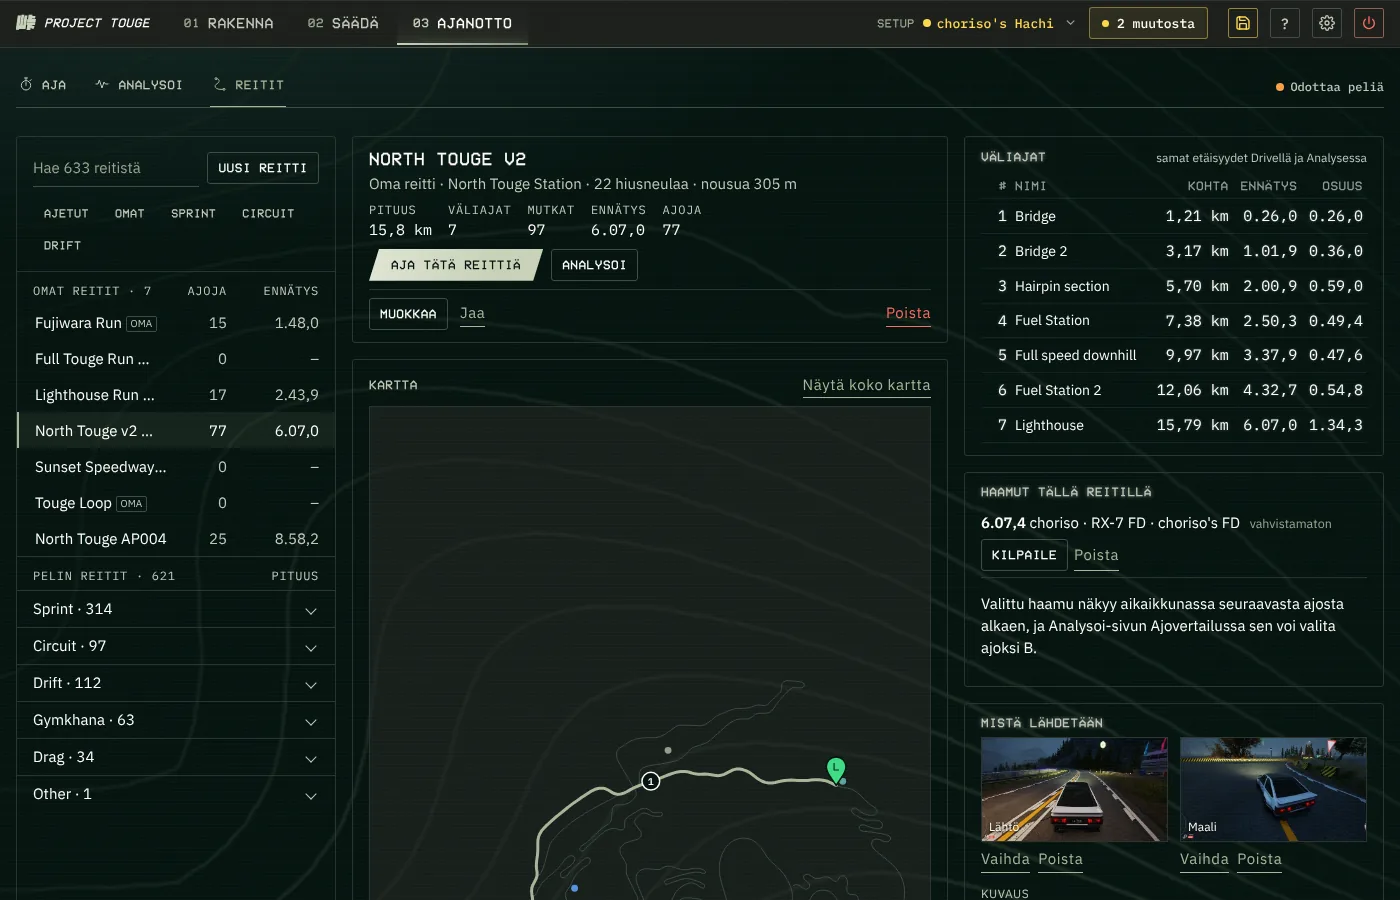 PROJECT TOUGE
01 RAKENNA
02 SÄÄDÄ
03 AJANOTTO
SETUP choriso's Hachi
2 muutosta
?
AJA
ANALYSOI
REITIT
Odottaa peliä
Hae 633 reitistä
UUSI REITTI
AJETUT OMAT SPRINT CIRCUIT
DRIFT
OMAT REITIT · 7 AJOJA ENNÄTYS
Fujiwara Run OMA 15 1.48,0
Full Touge Run ... 0 –
Lighthouse Run ... 17 2.43,9
North Touge v2 ... 77 6.07,0
Sunset Speedway... 0 –
Touge Loop OMA 0 –
North Touge AP004 25 8.58,2
PELIN REITIT · 621 PITUUS
Sprint · 314
Circuit · 97
Drift · 112
Gymkhana · 63
Drag · 34
Other · 1
NORTH TOUGE V2
Oma reitti · North Touge Station · 22 hiusneulaa · nousua 305 m
PITUUS VÄLIAJAT MUTKAT ENNÄTYS AJOJA
15,8 km 7 97 6.07,0 77
AJA TÄTÄ REITTIÄ
ANALYSOI
MUOKKAA
Jaa
Poista
KARTTA
Näytä koko kartta
1
L
VÄLIAJAT
samat etäisyydet Drivellä ja Analysessa
# NIMI KOHTA ENNÄTYS OSUUS
1 Bridge 1,21 km 0.26,0 0.26,0
2 Bridge 2 3,17 km 1.01,9 0.36,0
3 Hairpin section 5,70 km 2.00,9 0.59,0
4 Fuel Station 7,38 km 2.50,3 0.49,4
5 Full speed downhill 9,97 km 3.37,9 0.47,6
6 Fuel Station 2 12,06 km 4.32,7 0.54,8
7 Lighthouse 15,79 km 6.07,0 1.34,3
HAAMUT TÄLLÄ REITILLÄ
6.07,4 choriso · RX-7 FD · choriso's FD vahvistamaton
KILPAILE
Poista
Valittu haamu näkyy aikaikkunassa seuraavasta ajosta
alkaen, ja Analysoi-sivun Ajovertailussa sen voi valita
ajoksi B.
MISTÄ LÄHDETÄÄN
Lähtö
Maali
Vaihda Poista
Vaihda Poista
KUVAUS